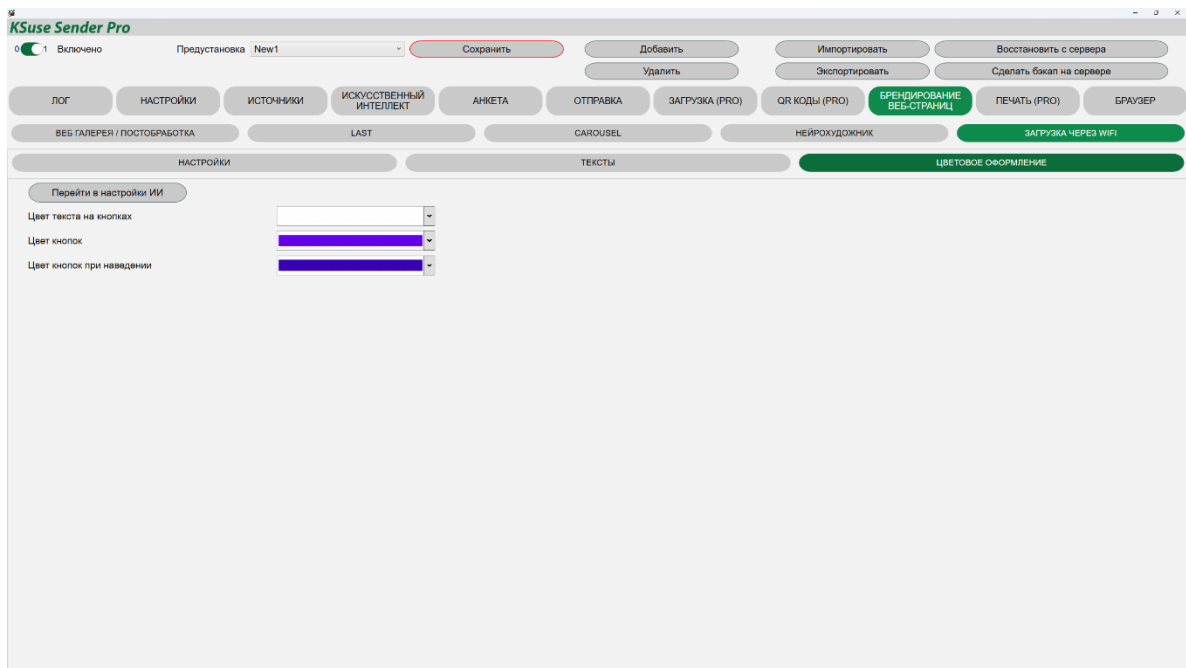 KSuse Sender Pro
0 1 Включено Предустановка New1 Сохранить Добавить Импортировать Восстановить с сервера
Удалить Экспортировать Сделать бэкап на сервере
ЛОГ НАСТРОЙКИ ИСТОЧНИКИ ИСКУССТВЕННЫЙ ИНТЕЛЛЕКТ АНКЕТА ОТПРАВКА ЗАГРУЗКА (PRO) QR КОДЫ (PRO) БРЕНДИРОВАНИЕ ВЕБ-СТРАНИЦ ПЕЧАТЬ (PRO) БРАУЗЕР
ВЕБ ГАЛЕРЕЯ / ПОСТОБРАБОТКА LAST CAROUSEL НЕЙРОХУДОЖНИК ЗАГРУЗКА ЧЕРЕЗ WIFI
НАСТРОЙКИ ТЕКСТЫ ЦВЕТОВОЕ ОФОРМЛЕНИЕ
Перейти в настройки ИИ
Цвет текста на кнопках
Цвет кнопок
Цвет кнопок при наведении